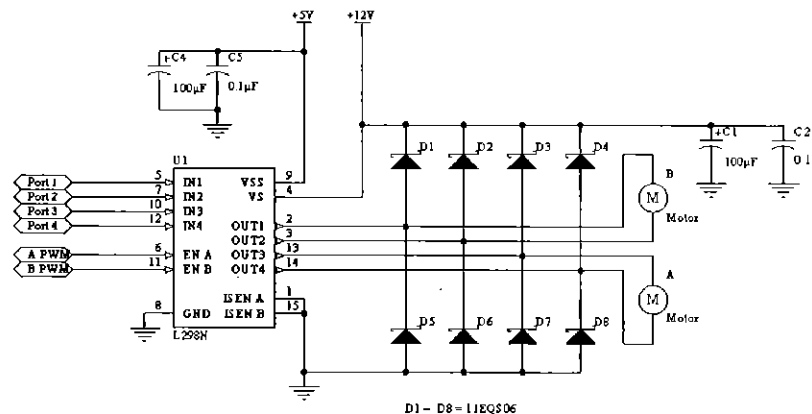 +5V
+12V
+C4
100µF
C5
0.1µF
+C1
100µF
C2
0.1
D1
D2
D3
D4
U1
Port 1
Port 2
Port 3
Port 4
A PWM
B PWM
5
7
10
12
6
11
8
IN1
IN2
IN3
IN4
EN A
EN B
GND
VSS
VS
OUT1
OUT2
OUT3
OUT4
ISEN A
ISEN B
9
4
2
3
13
14
1
15
L298N
B
M
Motor
A
M
Motor
D5
D6
D7
D8
D1 - D8 = 11EQS06